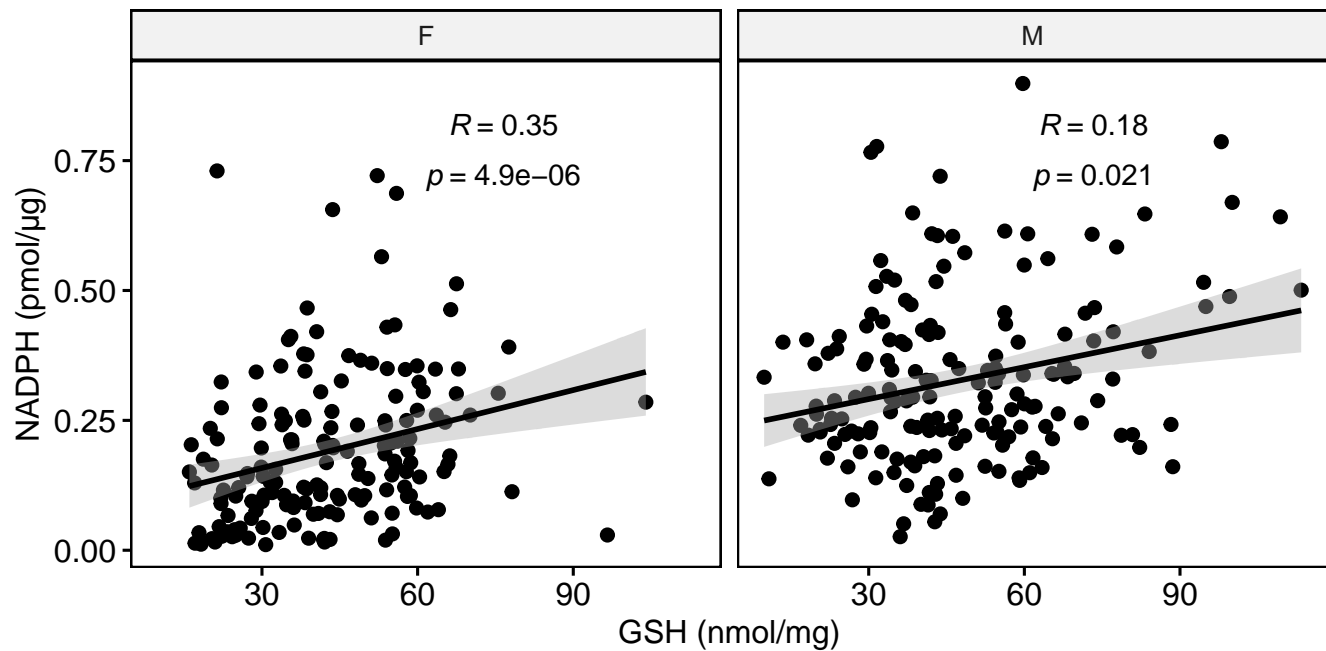 F
M
R = 0.35
p = 4.9e−06
R = 0.18
p = 0.021
NADPH (pmol/μg)
0.75
0.50
0.25
0.00
30
60
90
30
60
90
GSH (nmol/mg)